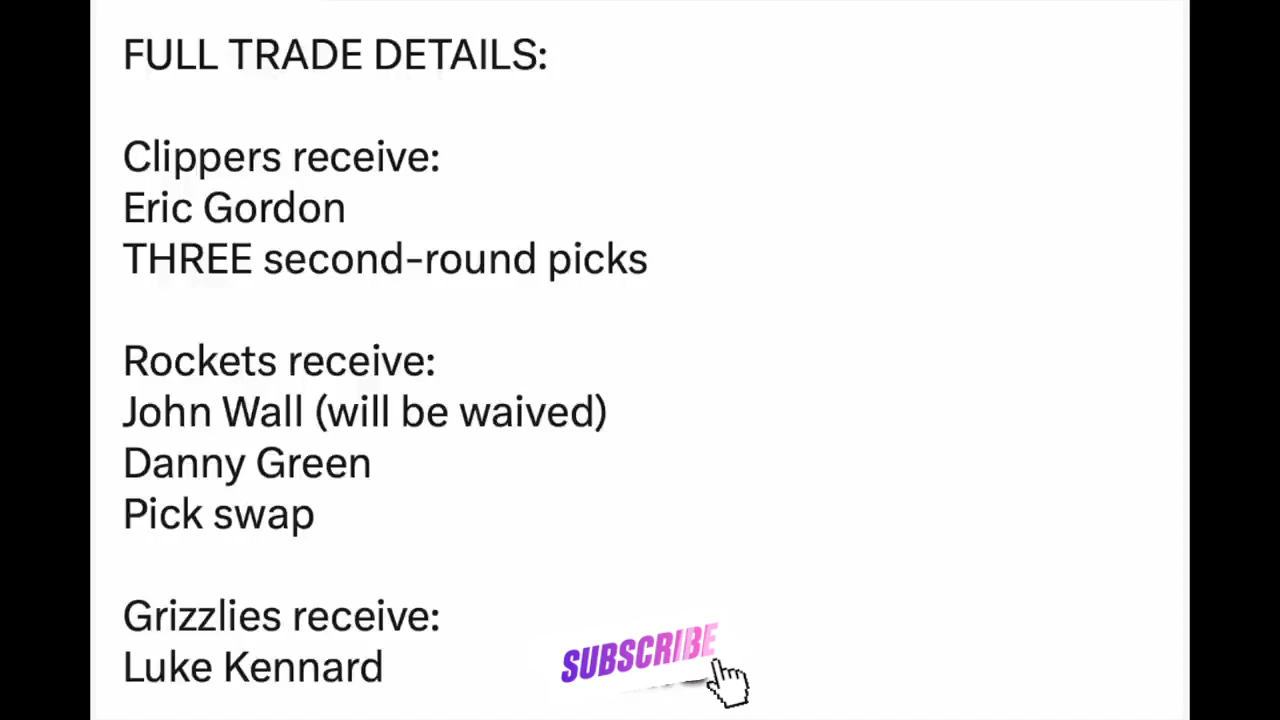 FULL TRADE DETAILS:
Clippers receive:
Eric Gordon
THREE second-round picks
Rockets receive:
John Wall (will be waived)
Danny Green
Pick swap
Grizzlies receive:
Luke Kennard
SUBSCRIBE